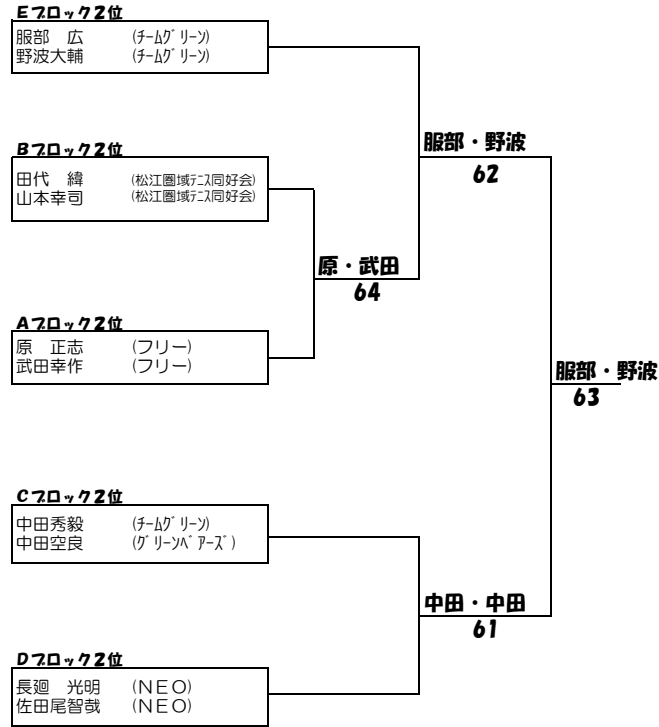 Eブロック2位
服部　広　(ﾁｰﾑｸﾞﾘｰﾝ)
野波大輔　(ﾁｰﾑｸﾞﾘｰﾝ)
服部・野波
62
Bブロック2位
田代　緯　(松江圏域ﾃﾆｽ同好会)
山本幸司　(松江圏域ﾃﾆｽ同好会)
原・武田
64
Aブロック2位
原　正志　(フリー)
武田幸作　(フリー)
服部・野波
63
Cブロック2位
中田秀毅　(ﾁｰﾑｸﾞﾘｰﾝ)
中田空良　(ｸﾞﾘｰﾝﾍﾞｱｰｽﾞ)
中田・中田
61
Dブロック2位
長廻　光明　(ＮＥＯ)
佐田尾智哉　(ＮＥＯ)